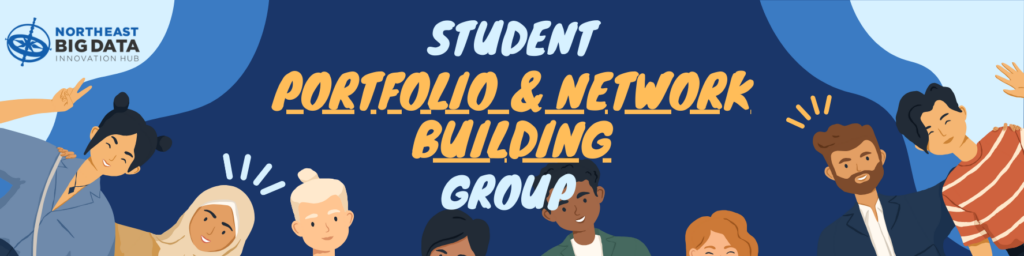 NORTHEAST
BIG DATA
INNOVATION HUB
STUDENT
PORTFOLIO & NETWORK
BUILDING
GROUP